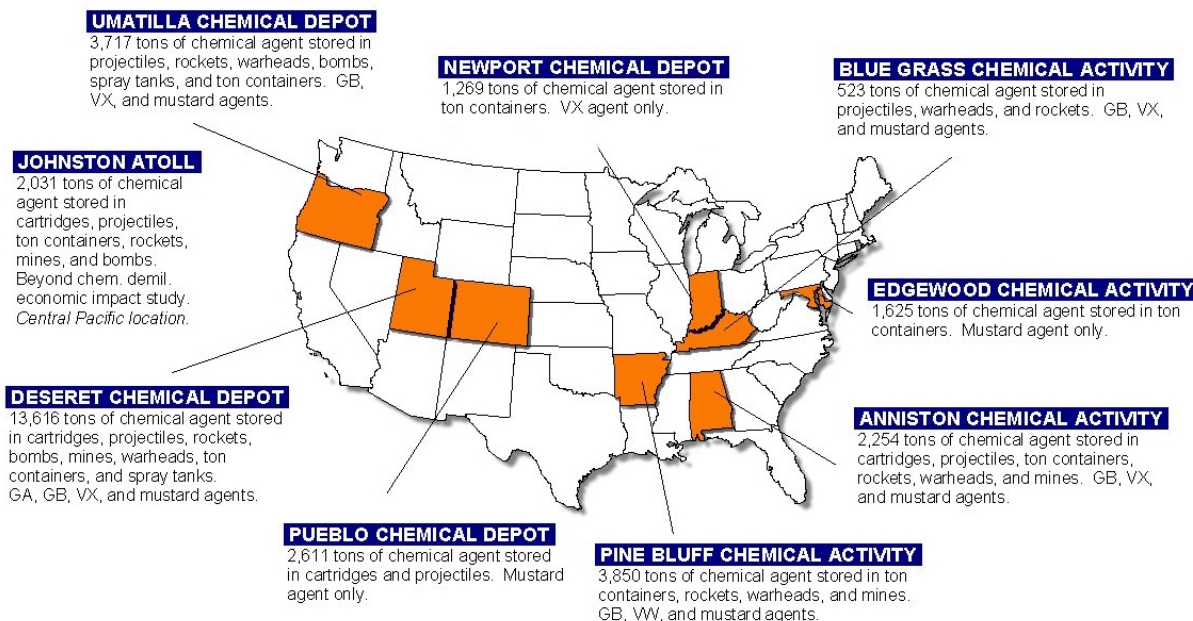 UMATILLA CHEMICAL DEPOT
3,717 tons of chemical agent stored in
projectiles, rockets, warheads, bombs,
spray tanks, and ton containers. GB,
VX, and mustard agents.
NEWPORT CHEMICAL DEPOT
1,269 tons of chemical agent stored in
ton containers. VX agent only.
BLUE GRASS CHEMICAL ACTIVITY
523 tons of chemical agent stored in
projectiles, warheads, and rockets. GB, VX,
and mustard agents.
JOHNSTON ATOLL
2,031 tons of chemical
agent stored in
cartridges, projectiles,
ton containers, rockets,
mines, and bombs.
Beyond chem. demil.
economic impact study.
Central Pacific location.
EDGEWOOD CHEMICAL ACTIVITY
1,625 tons of chemical agent stored in ton
containers. Mustard agent only.
DESERET CHEMICAL DEPOT
13,616 tons of chemical agent stored
in cartridges, projectiles, rockets,
bombs, mines, warheads, ton
containers, and spray tanks.
GA, GB, VX, and mustard agents.
ANNISTON CHEMICAL ACTIVITY
2,254 tons of chemical agent stored in
cartridges, projectiles, ton containers,
rockets, warheads, and mines. GB, VX,
and mustard agents.
PUEBLO CHEMICAL DEPOT
2,611 tons of chemical agent stored
in cartridges and projectiles. Mustard
agent only.
PINE BLUFF CHEMICAL ACTIVITY
3,850 tons of chemical agent stored in ton
containers, rockets, warheads, and mines.
GB, VW, and mustard agents.